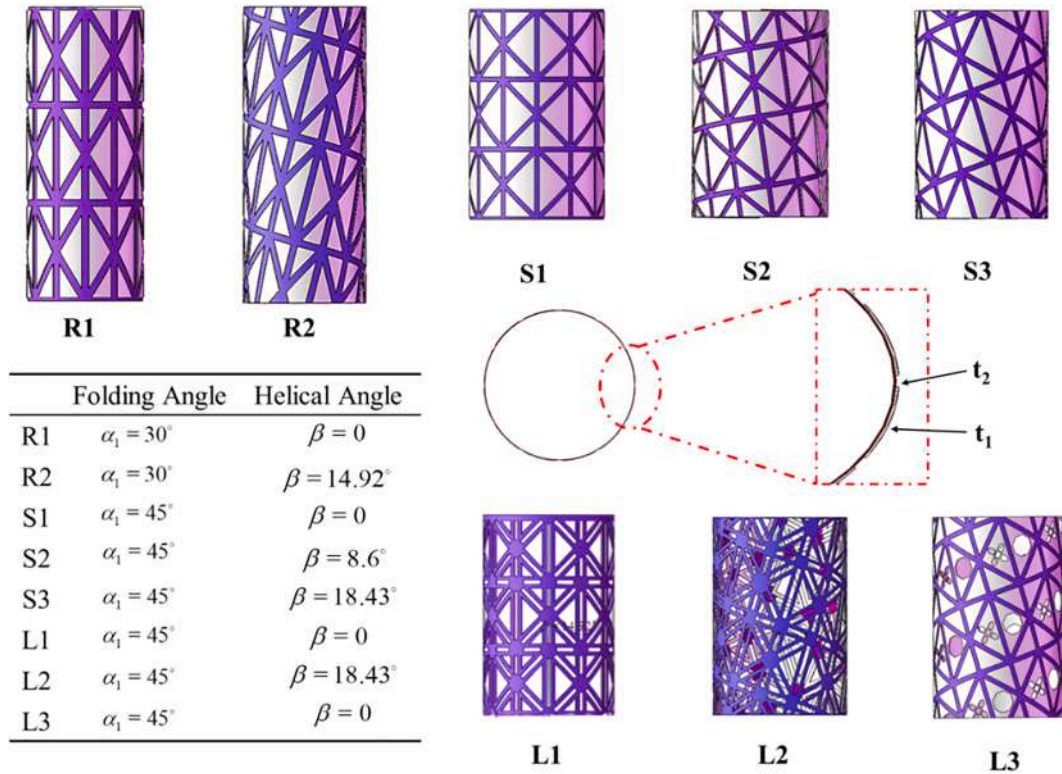 R1
R2
S1
S2
S3
t₂
t₁
Folding Angle Helical Angle
R1 α₁ = 30° β = 0
R2 α₁ = 30° β = 14.92°
S1 α₁ = 45° β = 0
S2 α₁ = 45° β = 8.6°
S3 α₁ = 45° β = 18.43°
L1 α₁ = 45° β = 0
L2 α₁ = 45° β = 18.43°
L3 α₁ = 45° β = 0
L1
L2
L3